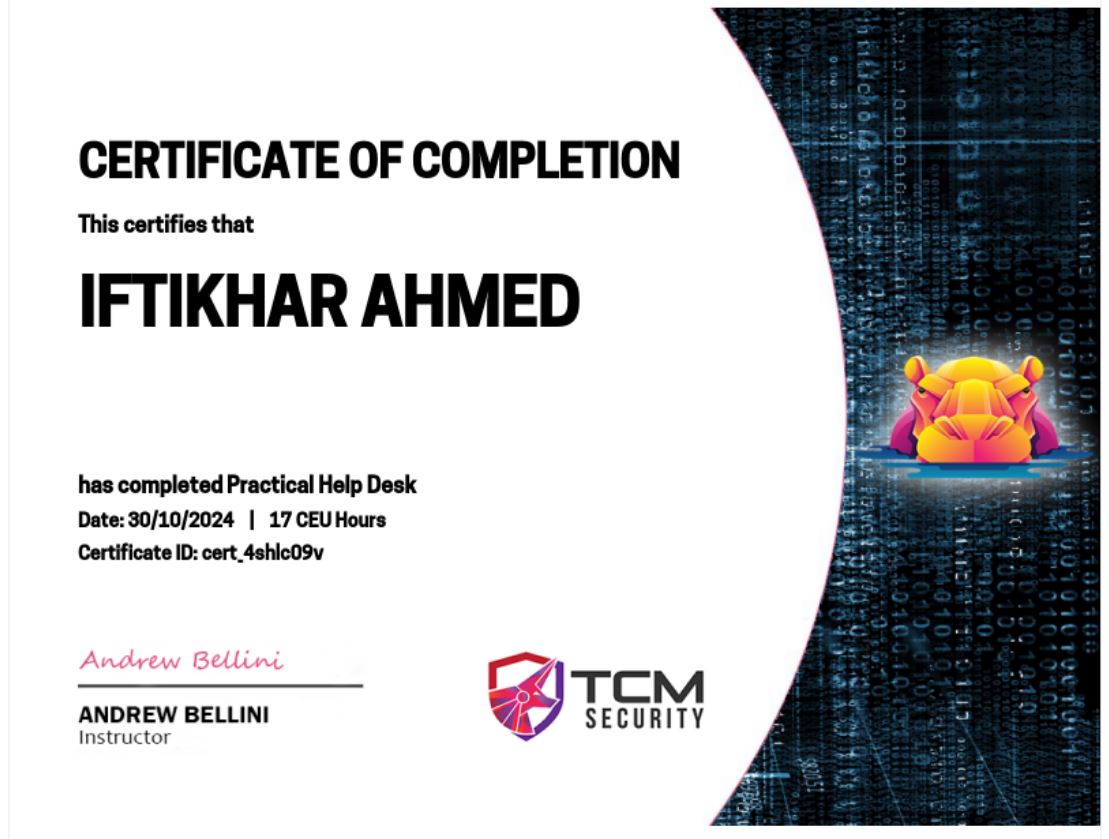 CERTIFICATE OF COMPLETION
This certifies that
IFTIKHAR AHMED
has completed Practical Help Desk
Date: 30/10/2024 | 17 CEU Hours
Certificate ID: cert_4shlc09v
Andrew Bellini
ANDREW BELLINI
Instructor
TCM
SECURITY